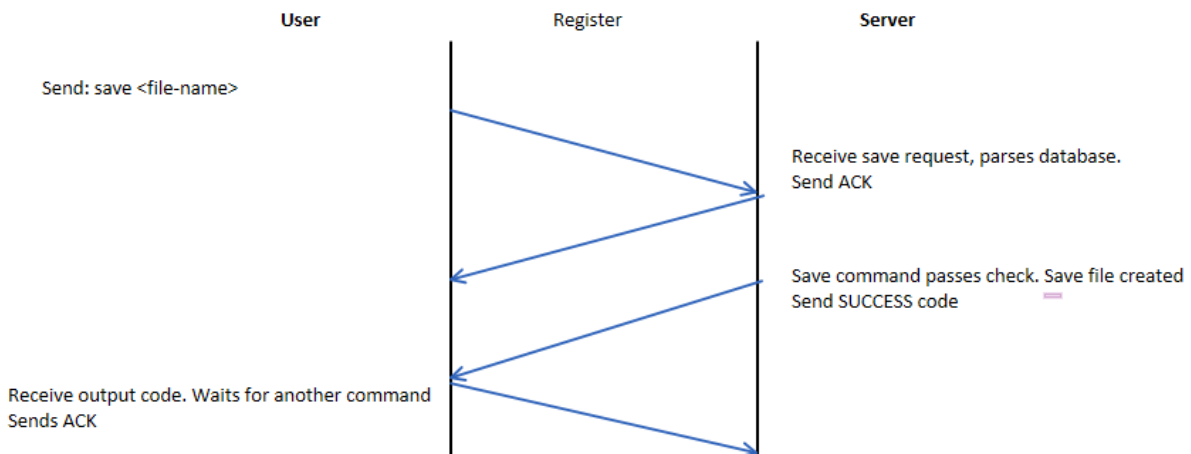 User
Register
Server
Send: save <file-name>
Receive save request, parses database.
Send ACK
Save command passes check. Save file created
Send SUCCESS code
Receive output code. Waits for another command
Sends ACK